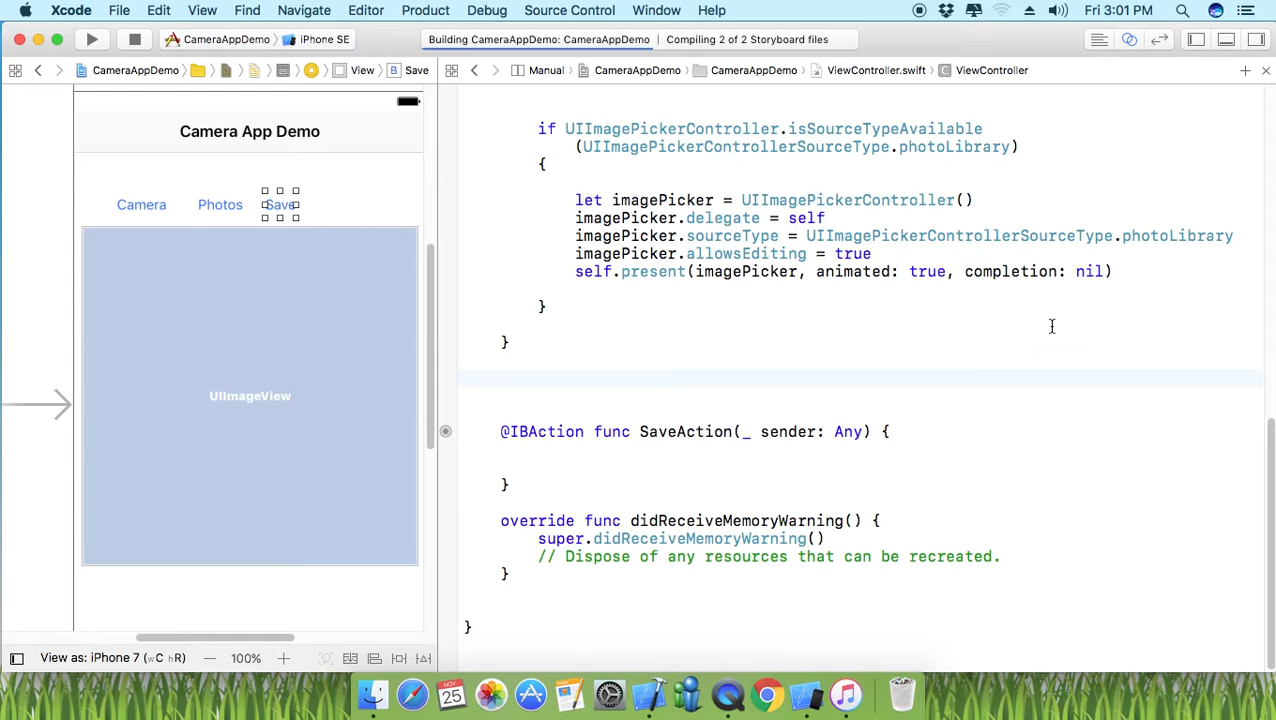 Xcode File Edit View Find Navigate Editor Product Debug Source Control Window Help Fri 3:01 PM
CameraAppDemo iPhone SE Building CameraAppDemo: CameraAppDemo Compiling 2 of 2 Storyboard files
CameraAppDemo View B Save Manual CameraAppDemo CameraAppDemo ViewController.swift C ViewController
Camera App Demo
Camera Photos Save
UIImageView
if UIImagePickerController.isSourceTypeAvailable
(UIImagePickerControllerSourceType.photoLibrary)
{
let imagePicker = UIImagePickerController()
imagePicker.delegate = self
imagePicker.sourceType = UIImagePickerControllerSourceType.photoLibrary
imagePicker.allowsEditing = true
self.present(imagePicker, animated: true, completion: nil)
}
}
@IBAction func SaveAction(_ sender: Any) {
}
override func didReceiveMemoryWarning() {
super.didReceiveMemoryWarning()
// Dispose of any resources that can be recreated.
}
}
View as: iPhone 7 (wC hR) — 100% +
NOV
25